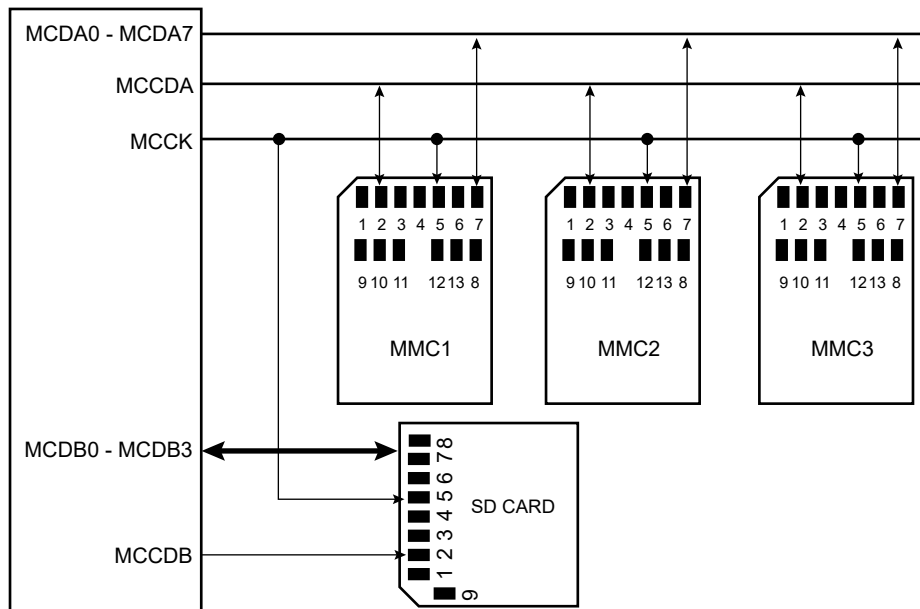 MCDA0 - MCDA7
MCCDA
MCCK
1 2 3 4 5 6 7
9 10 11 12 13 8
MMC1
1 2 3 4 5 6 7
9 10 11 12 13 8
MMC2
1 2 3 4 5 6 7
9 10 11 12 13 8
MMC3
MCDB0 - MCDB3
MCCDB
1 2 3 4 5 6 7 8
9
SD CARD